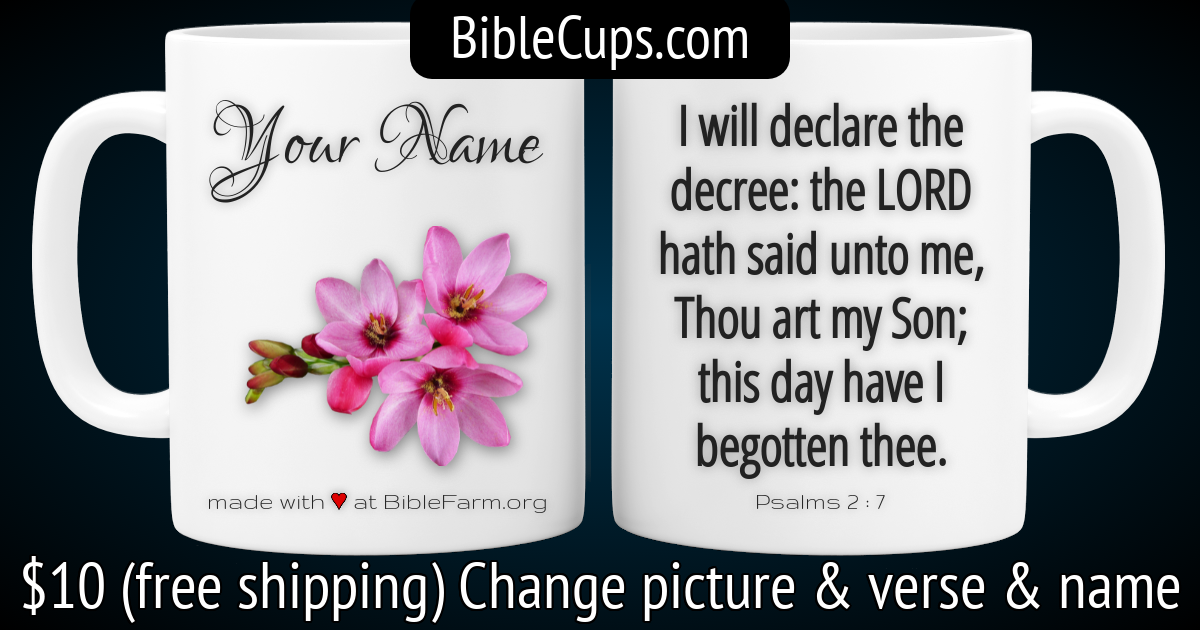 BibleCups.com
Your Name
made with ♥ at BibleFarm.org
I will declare the
decree: the LORD
hath said unto me,
Thou art my Son;
this day have I
begotten thee.
Psalms 2 : 7
$10 (free shipping) Change picture & verse & name